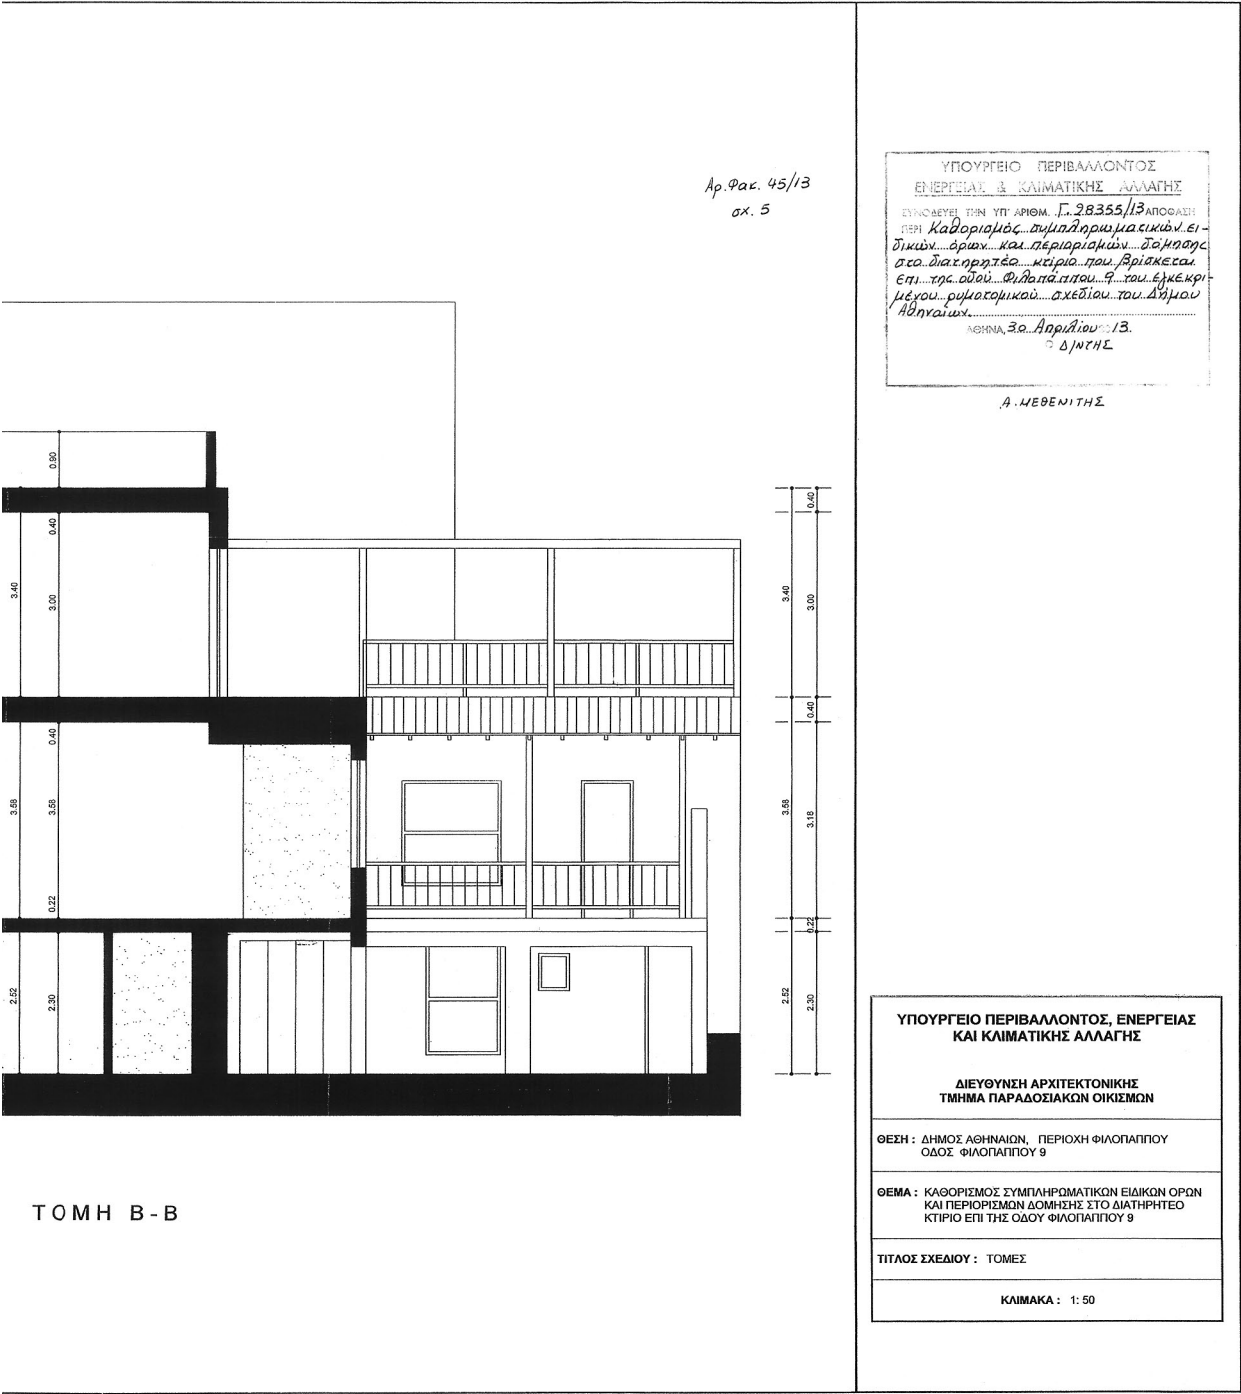 Αρ.Φακ. 45/13
σχ. 5
ΥΠΟΥΡΓΕΙΟ ΠΕΡΙΒΑΛΛΟΝΤΟΣ
ΕΝΕΡΓΕΙΑΣ & ΚΛΙΜΑΤΙΚΗΣ ΑΛΛΑΓΗΣ
ΣΥΝΟΔΕΥΕΙ ΤΗΝ ΥΠ' ΑΡΙΘΜ. Γ. 28355/13 ΑΠΟΦΑΣΗ
ΠΕΡΙ Καθορισμός συμπληρωματικών ει-
δικών όρων και περιορισμών δόμησης
στο διατηρητέο κτίριο που βρίσκεται
επι της οδού Φιλοπάππου 9 του εγκεκρι-
μένου ρυμοτομικού σχεδίου του Δήμου
Αθηναίων
ΑΘΗΝΑ, 30 Απριλίου 13.
Ο Δ/ΝΤΗΣ
Α. ΜΕΘΕΝΙΤΗΣ
0.90
0.40
3.40
3.00
0.40
3.58
3.58
0.22
2.52
2.30
0.40
3.40
3.00
0.40
3.58
3.18
0.22
2.52
2.30
ΤΟΜΗ Β-Β
ΥΠΟΥΡΓΕΙΟ ΠΕΡΙΒΑΛΛΟΝΤΟΣ, ΕΝΕΡΓΕΙΑΣ
ΚΑΙ ΚΛΙΜΑΤΙΚΗΣ ΑΛΛΑΓΗΣ
ΔΙΕΥΘΥΝΣΗ ΑΡΧΙΤΕΚΤΟΝΙΚΗΣ
ΤΜΗΜΑ ΠΑΡΑΔΟΣΙΑΚΩΝ ΟΙΚΙΣΜΩΝ
ΘΕΣΗ : ΔΗΜΟΣ ΑΘΗΝΑΙΩΝ, ΠΕΡΙΟΧΗ ΦΙΛΟΠΑΠΠΟΥ
ΟΔΟΣ ΦΙΛΟΠΑΠΠΟΥ 9
ΘΕΜΑ : ΚΑΘΟΡΙΣΜΟΣ ΣΥΜΠΛΗΡΩΜΑΤΙΚΩΝ ΕΙΔΙΚΩΝ ΟΡΩΝ
ΚΑΙ ΠΕΡΙΟΡΙΣΜΩΝ ΔΟΜΗΣΗΣ ΣΤΟ ΔΙΑΤΗΡΗΤΕΟ
ΚΤΙΡΙΟ ΕΠΙ ΤΗΣ ΟΔΟΥ ΦΙΛΟΠΑΠΠΟΥ 9
ΤΙΤΛΟΣ ΣΧΕΔΙΟΥ : ΤΟΜΕΣ
ΚΛΙΜΑΚΑ : 1: 50